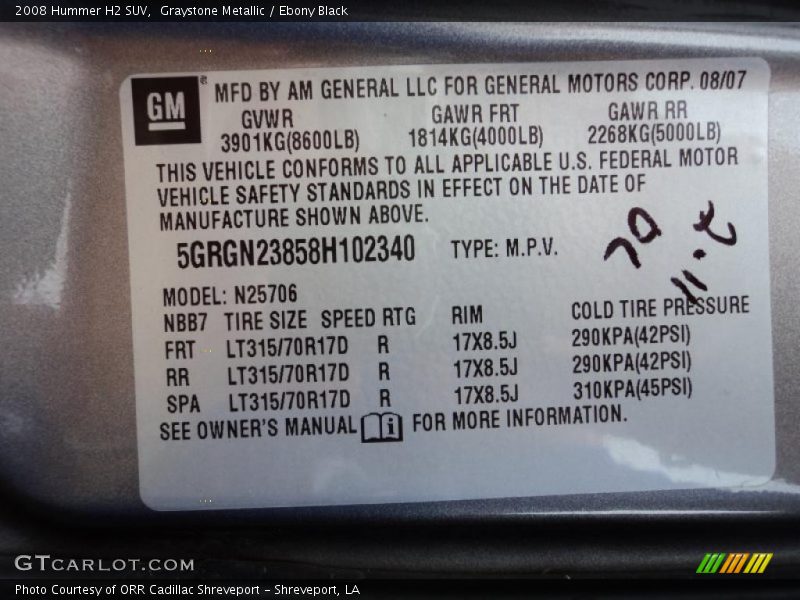 2008 Hummer H2 SUV,  Graystone Metallic / Ebony Black
GM® MFD BY AM GENERAL LLC FOR GENERAL MOTORS CORP. 08/07
GVWR GAWR FRT GAWR RR
3901KG(8600LB) 1814KG(4000LB) 2268KG(5000LB)
THIS VEHICLE CONFORMS TO ALL APPLICABLE U.S. FEDERAL MOTOR
VEHICLE SAFETY STANDARDS IN EFFECT ON THE DATE OF
MANUFACTURE SHOWN ABOVE.
5GRGN23858H102340 TYPE: M.P.V.
MODEL: N25706
NBB7 TIRE SIZE SPEED RTG RIM COLD TIRE PRESSURE
FRT LT315/70R17D R 17X8.5J 290KPA(42PSI)
RR LT315/70R17D R 17X8.5J 290KPA(42PSI)
SPA LT315/70R17D R 17X8.5J 310KPA(45PSI)
SEE OWNER'S MANUAL i FOR MORE INFORMATION.
GTcarlot.com
Photo Courtesy of ORR Cadillac Shreveport - Shreveport, LA